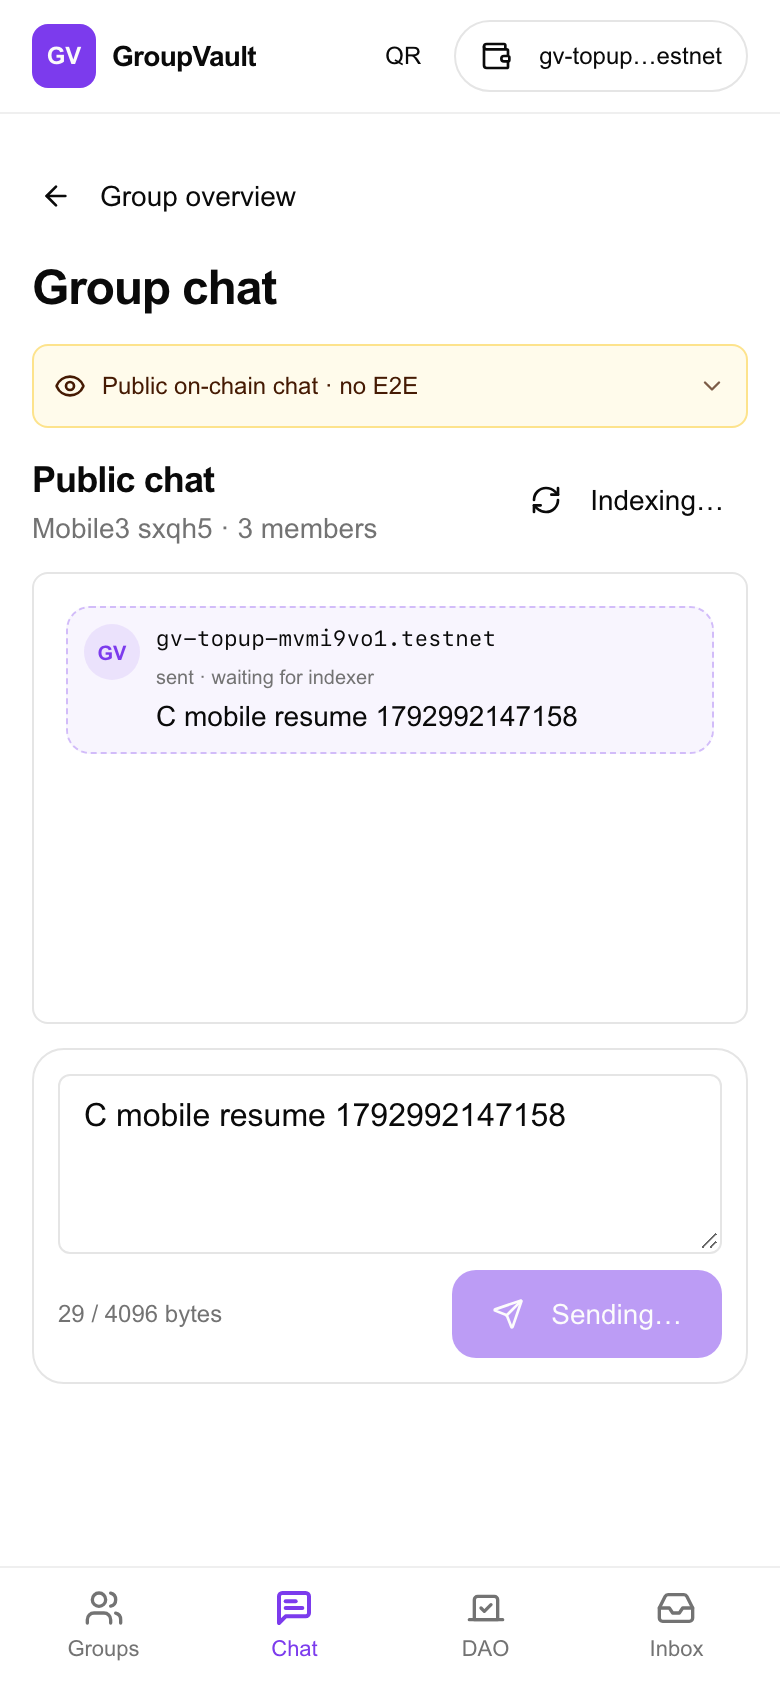 GV GroupVault QR gv-topup…estnet
Group overview
Group chat
Public on-chain chat · no E2E
Public chat
Mobile3 sxqh5 · 3 members
Indexing…
GV
gv-topup-mvmi9vo1.testnet
sent · waiting for indexer
C mobile resume 1792992147158
C mobile resume 1792992147158
29 / 4096 bytes
Sending…
Groups Chat DAO Inbox